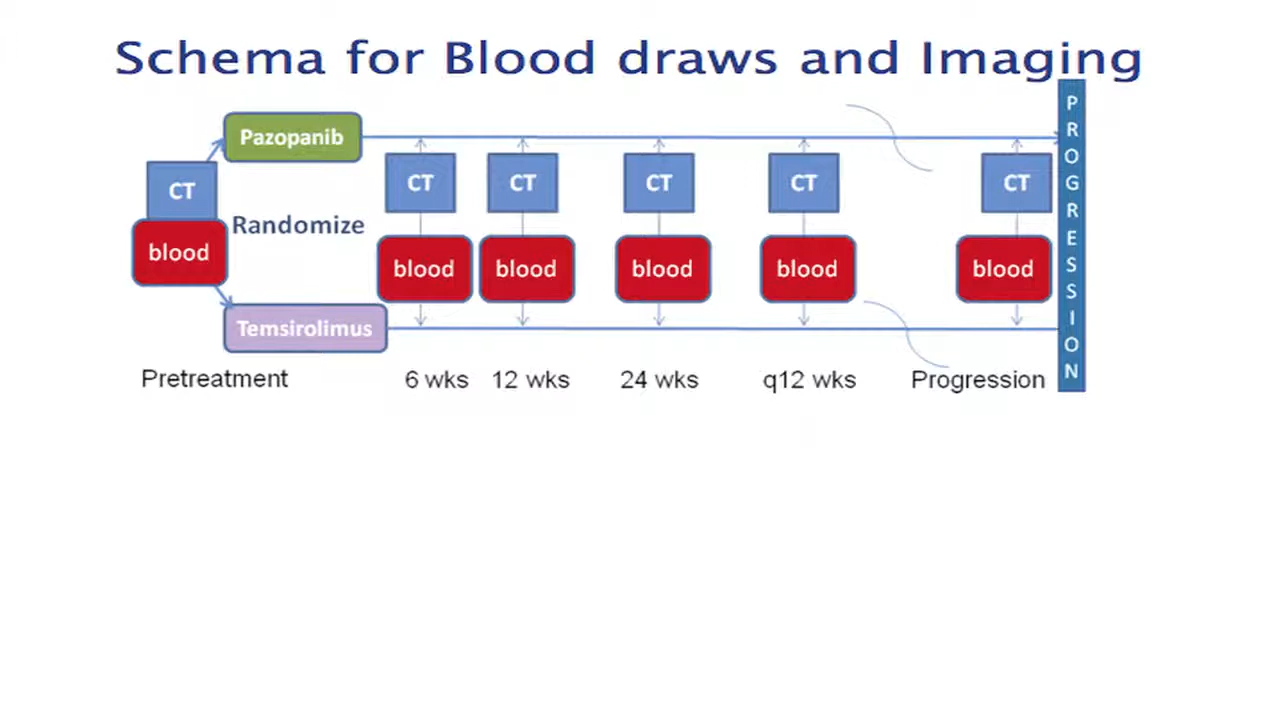 Schema for Blood draws and Imaging
Pazopanib
CT
blood
Randomize
Temsirolimus
CT CT CT CT CT
blood blood blood blood blood
Pretreatment 6 wks 12 wks 24 wks q12 wks Progression
PROGRESSION